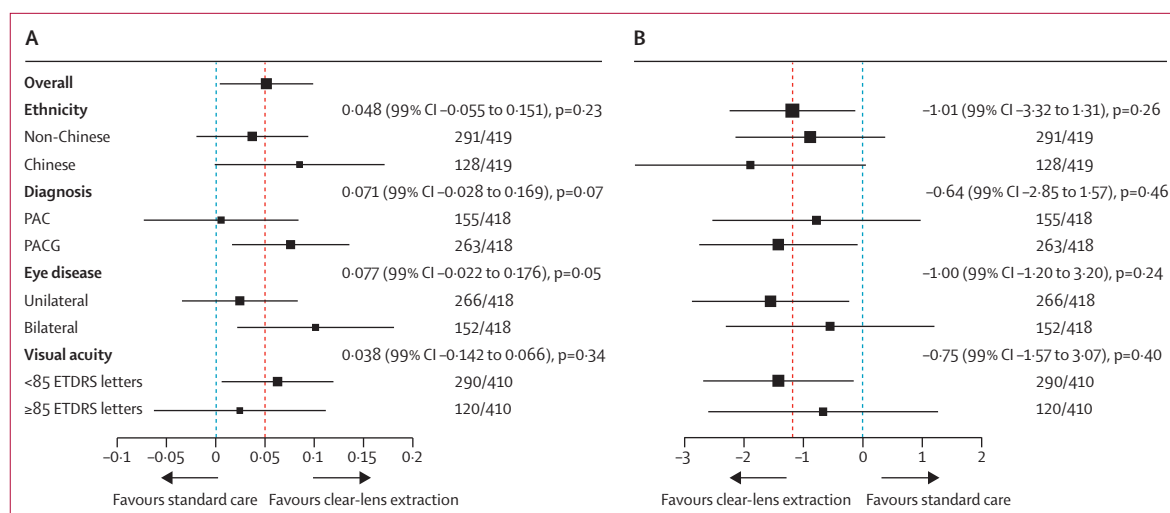 A B
Overall
Ethnicity 0·048 (99% CI –0·055 to 0·151), p=0·23 –1·01 (99% CI –3·32 to 1·31), p=0·26
Non-Chinese 291/419 291/419
Chinese 128/419 128/419
Diagnosis 0·071 (99% CI –0·028 to 0·169), p=0·07 –0·64 (99% CI –2·85 to 1·57), p=0·46
PAC 155/418 155/418
PACG 263/418 263/418
Eye disease 0·077 (99% CI –0·022 to 0·176), p=0·05 –1·00 (99% CI –1·20 to 3·20), p=0·24
Unilateral 266/418 266/418
Bilateral 152/418 152/418
Visual acuity 0·038 (99% CI –0·142 to 0·066), p=0·34 –0·75 (99% CI –1·57 to 3·07), p=0·40
<85 ETDRS letters 290/410 290/410
≥85 ETDRS letters 120/410 120/410
–0·1 –0·05 0 0·05 0·1 0·15 0·2 –3 –2 –1 0 1 2
Favours standard care Favours clear-lens extraction Favours clear-lens extraction Favours standard care